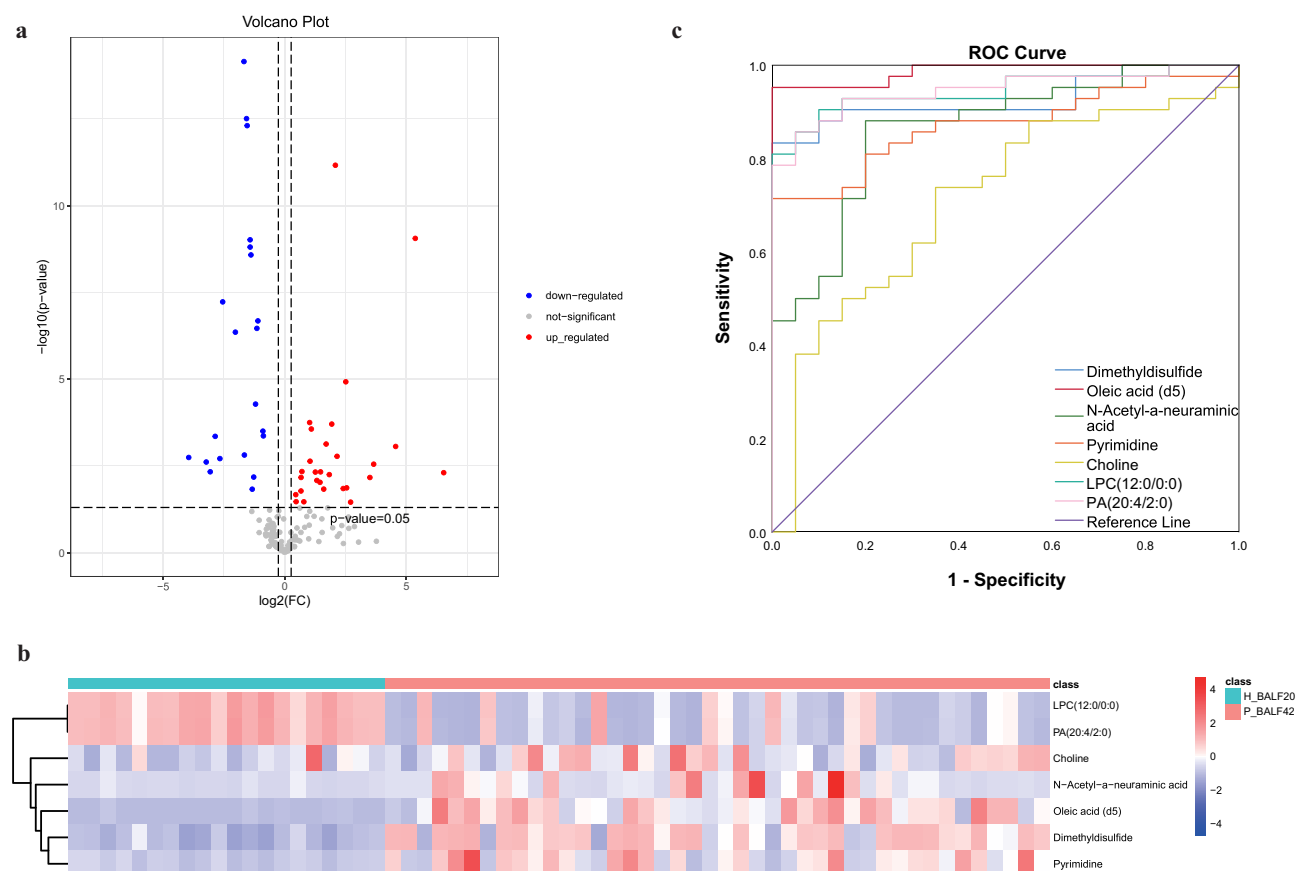 a
Volcano Plot
−log10(p−value)
10
5
0
p−value=0.05
−5
0
5
log2(FC)
down−regulated
not−significant
up_regulated
c
ROC Curve
Sensitivity
1.0
0.8
0.6
0.4
0.2
0.0
0.0
0.2
0.4
0.6
0.8
1.0
1 - Specificity
Dimethyldisulfide
Oleic acid (d5)
N-Acetyl-a-neuraminic
acid
Pyrimidine
Choline
LPC(12:0/0:0)
PA(20:4/2:0)
Reference Line
b
class
LPC(12:0/0:0)
PA(20:4/2:0)
Choline
N−Acetyl−a−neuraminic acid
Oleic acid (d5)
Dimethyldisulfide
Pyrimidine
4
2
0
−2
−4
class
H_BALF20
P_BALF42